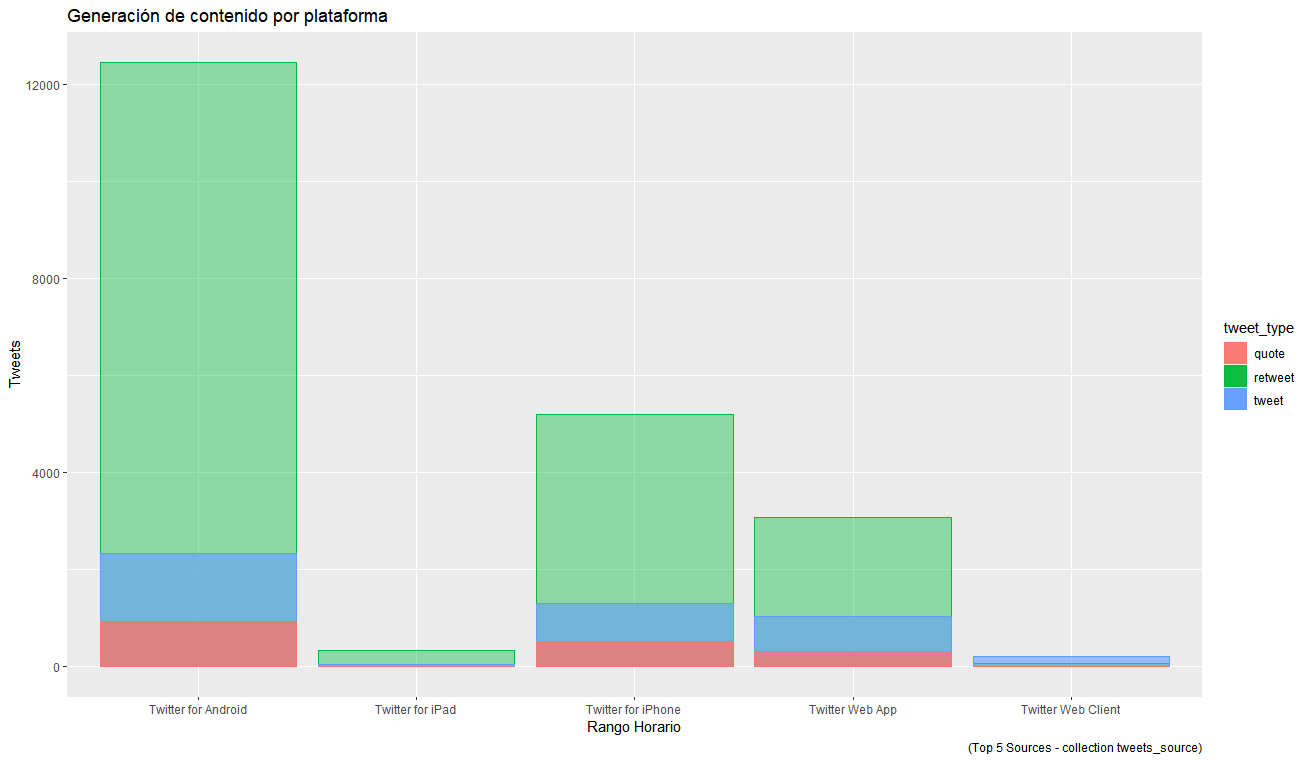 Generación de contenido por plataforma
12000
8000
4000
0
Tweets
Twitter for Android
Twitter for iPad
Twitter for iPhone
Twitter Web App
Twitter Web Client
Rango Horario
(Top 5 Sources - collection tweets_source)
tweet_type
quote
retweet
tweet